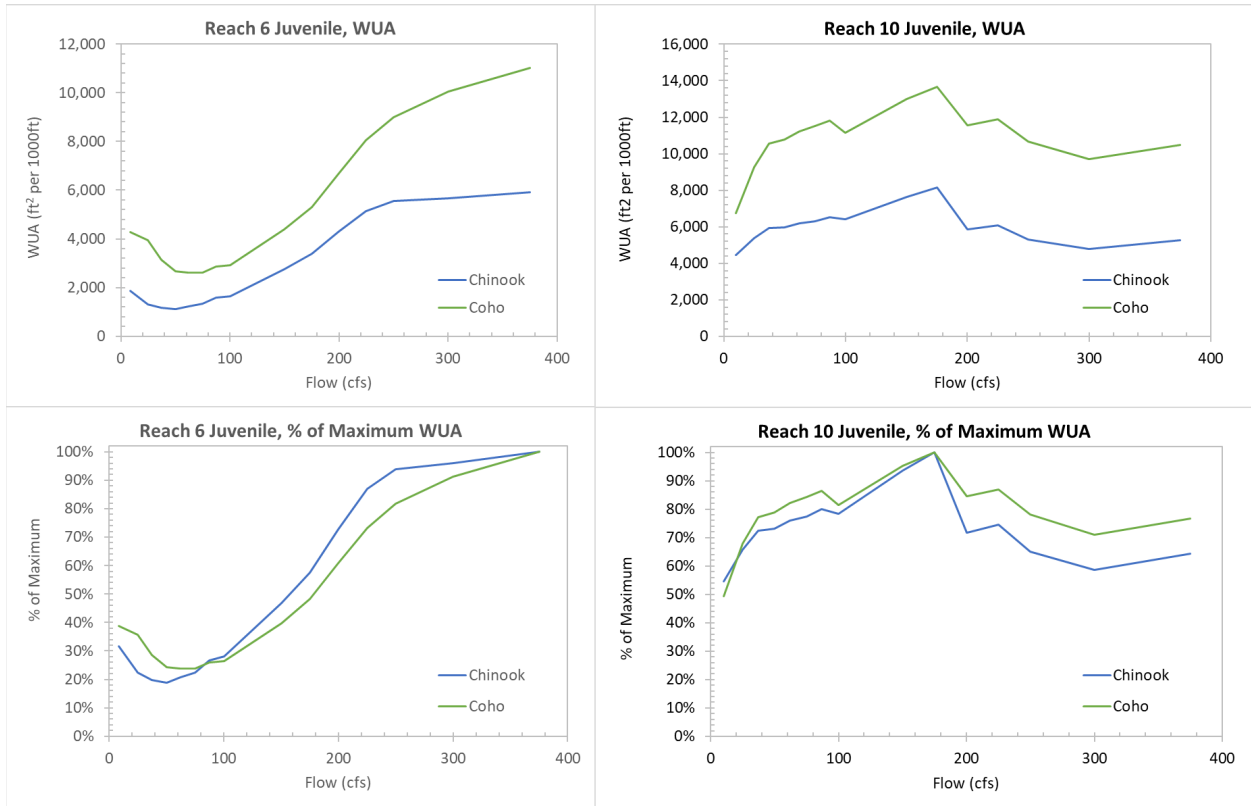 Reach 6 Juvenile, WUA
12,000
10,000
8,000
6,000
4,000
2,000
0
WUA (ft² per 1000ft)
Chinook
Coho
0 100 200 300 400
Flow (cfs)
Reach 10 Juvenile, WUA
16,000
14,000
12,000
10,000
8,000
6,000
4,000
2,000
0
WUA (ft2 per 1000ft)
Chinook
Coho
0 100 200 300 400
Flow (cfs)
Reach 6 Juvenile, % of Maximum WUA
100%
90%
80%
70%
60%
50%
40%
30%
20%
10%
0%
% of Maximum
Chinook
Coho
0 100 200 300 400
Flow (cfs)
Reach 10 Juvenile, % of Maximum WUA
100%
90%
80%
70%
60%
50%
40%
30%
20%
10%
0%
% of Maximum
Chinook
Coho
0 100 200 300 400
Flow (cfs)